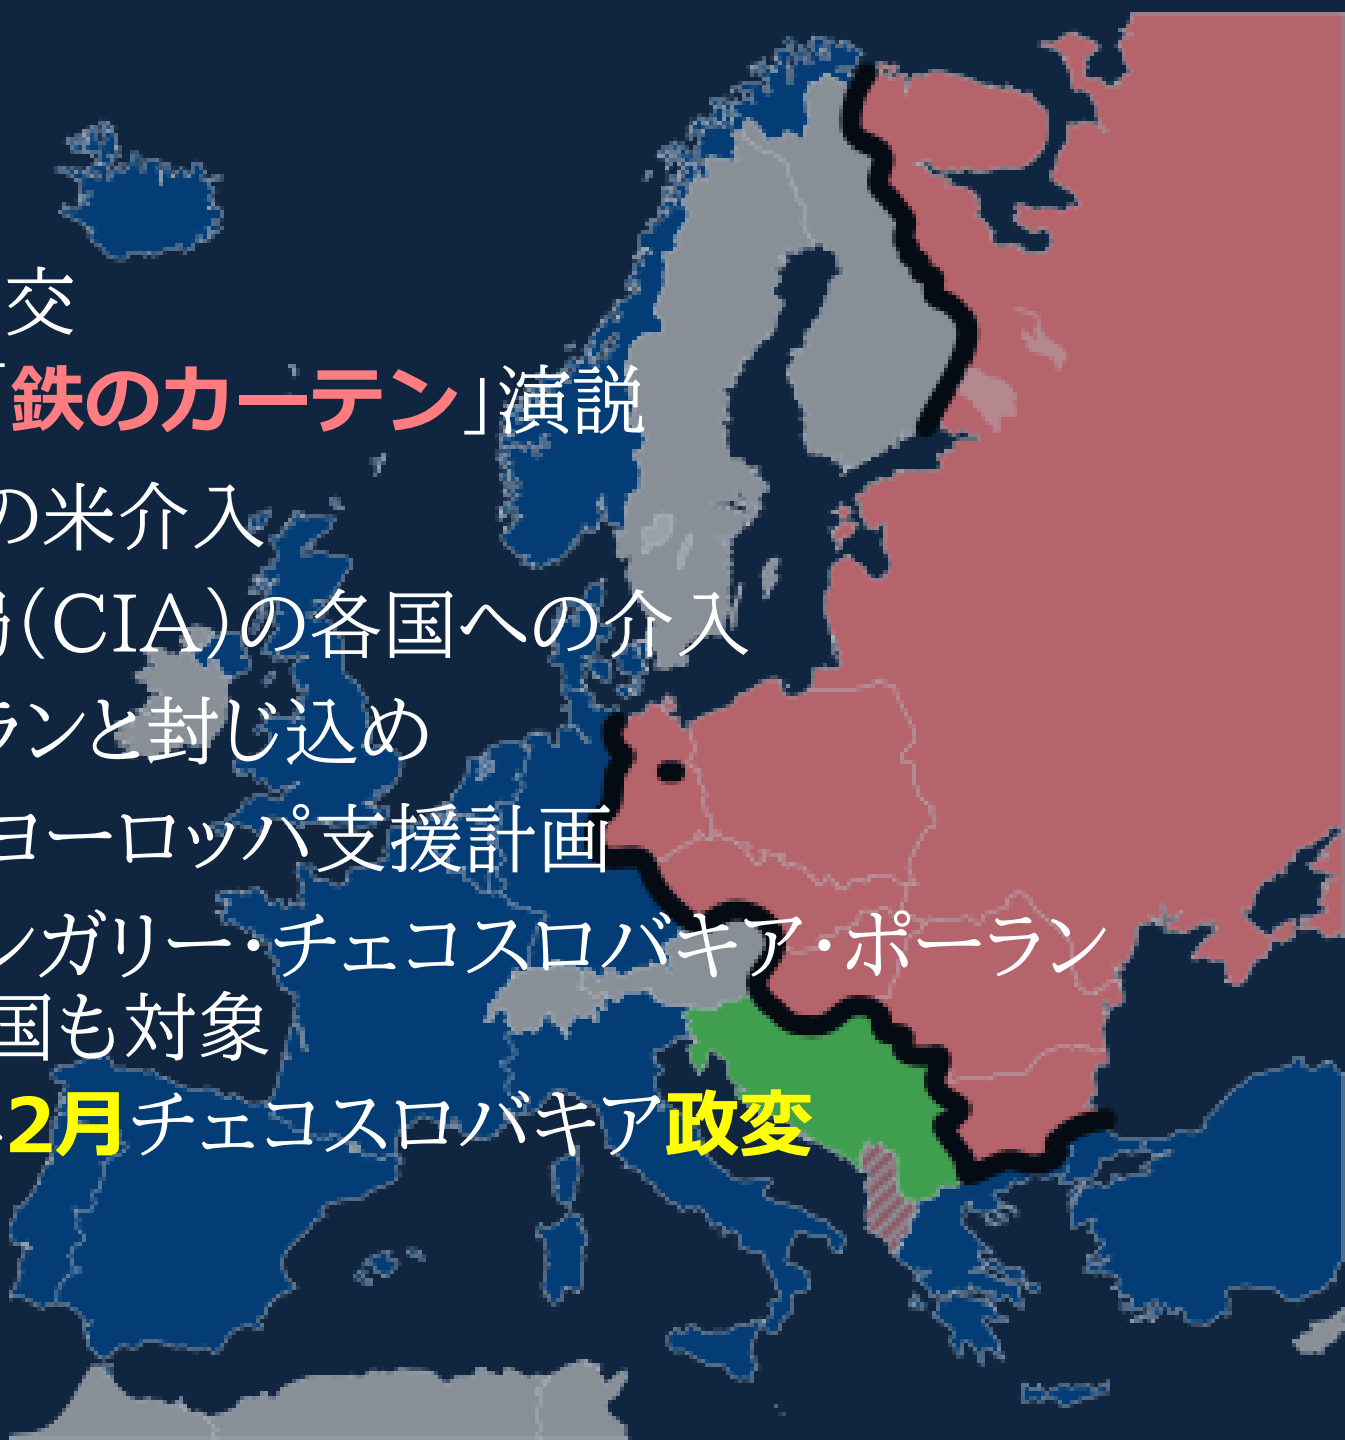 交
「鉄のカーテン」演説
の米介入
局(CIA)の各国への介入
ランと封じ込め
ヨーロッパ支援計画
ンガリー・チェコスロバキア・ポーラン
国も対象
2月チェコスロバキア政変